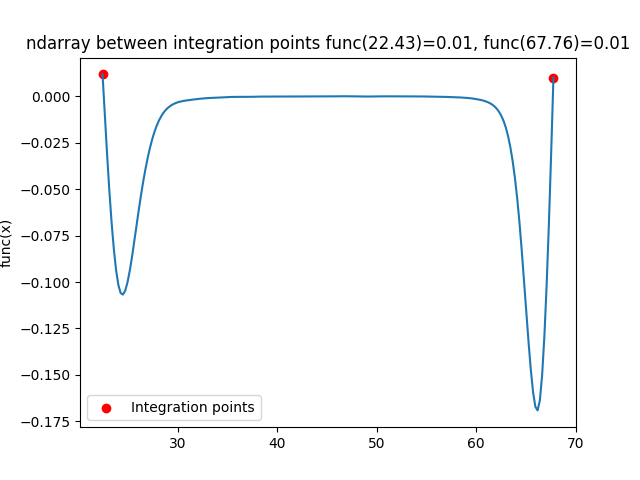 ndarray between integration points func(22.43)=0.01, func(67.76)=0.01
0.000
−0.025
−0.050
−0.075
−0.100
−0.125
−0.150
−0.175
func(x)
Integration points
30 40 50 60 70